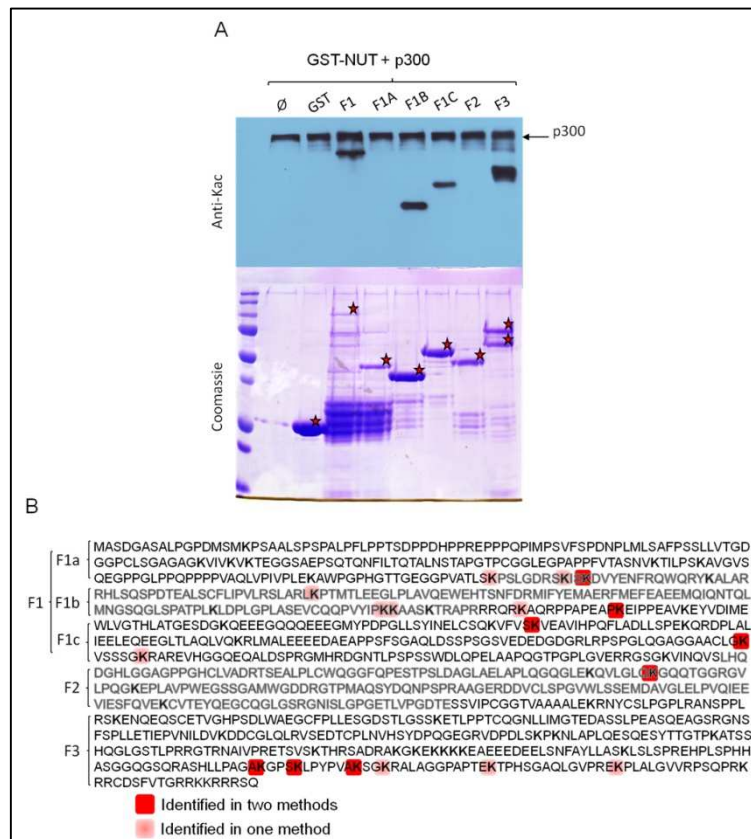 A
GST-NUT + p300
Ø GST F1 F1A F1B F1C F2 F3
Anti-Kac
p300
Coomassie
B
F1
F1a
F1b
F1c
F2
F3
MASDGASALPGPDMSMKPSAALSPSPALPFLPPTSDPPDHPPREPPPQPIMPSVFSPDNPLMLSAFPSSLLVTGD
GGPCLSGAGAGKVIVKVKTEGGSAEPSQTQNFILTQTALNSTAPGTPCGGLEGPAPPFVTASNVKTILPSKAVGVS
QEGPPGLPPQPPPPVAQLVPIVPLEKAWPGPHGTTGEGGPVATLSKPSLGDRSKISKDVYENFRQWQRYKALAR
RHLSQSPDTEALSCFLIPVLRSLARLKPTMTLEEGLPLAVQEWEHTSNFDRMIFYEMAERFMEFEAEEMQIQNTQL
MNGSQGLSPATPLKLDPLGPLASEVCQQPVYIPKKAASKTRAPRRRQRKAQRPPAPEAPKEIPPEAVKEYVDIME
WLVGTHLATGESDGKQEEEGQQQEEEGMYPDPGLLSYINELCSQKVFVSKVEAVIHPQFLADLLSPEKQRDPLAL
IEELEQEEGLTLAQLVQKRLMALEEEEDAEAPPSFSGAQLDSSPSGSVEDEDGDGRLRPSPGLQGAGGAACLGK
VSSSGKRAREVHGGQEQALDSPRGMHRDGNTLPSPSSWDLQPELAAPQGTPGPLGVERRGSGKVINQVSLHQ
DGHLGGAGPPGHCLVADRTSEALPLCWQGGFQPESTPSLDAGLAELAPLQGQGLEKQVLGLQKGQQTGGRGV
LPQGKEPLAVPWEGSSGAMWGDDRGTPMAQSYDQNPSPRAAGERDDVCLSPGVWLSSEMDAVGLELPVQIEE
VIESFQVEKCVTEYQEGCQGLGSRGNISLGPGETLVPGDTESSVIPCGGTVAAAALEKRNYCSLPGPLRANSPPL
RSKENQEQSCETVGHPSDLWAEGCFPLLESGDSTLGSSKETLPPTCQGNLLIMGTEDASSLPEASQEAGSRGNS
FSPLLETIEPVNILDVKDDCGLQLRVSEDTCPLNVHSYDPQGEGRVDPDLSKPKNLAPLQESQESYTTGTPKATSS
HQGLGSTLPRRGTRNAIVPRETSVSKTHRSADRAKGKEKKKKEAEEEDEELSNFAYLLASKLSLSPREHPLSPHH
ASGGQGSQRASHLLPAGAKGPSKLPYPVAKSGKRALAGGPAPTEKTPHSGAQLGVPREKPLALGVVRPSQPRK
RRCDSFVTGRRKKRRRSQ
Identified in two methods
Identified in one method